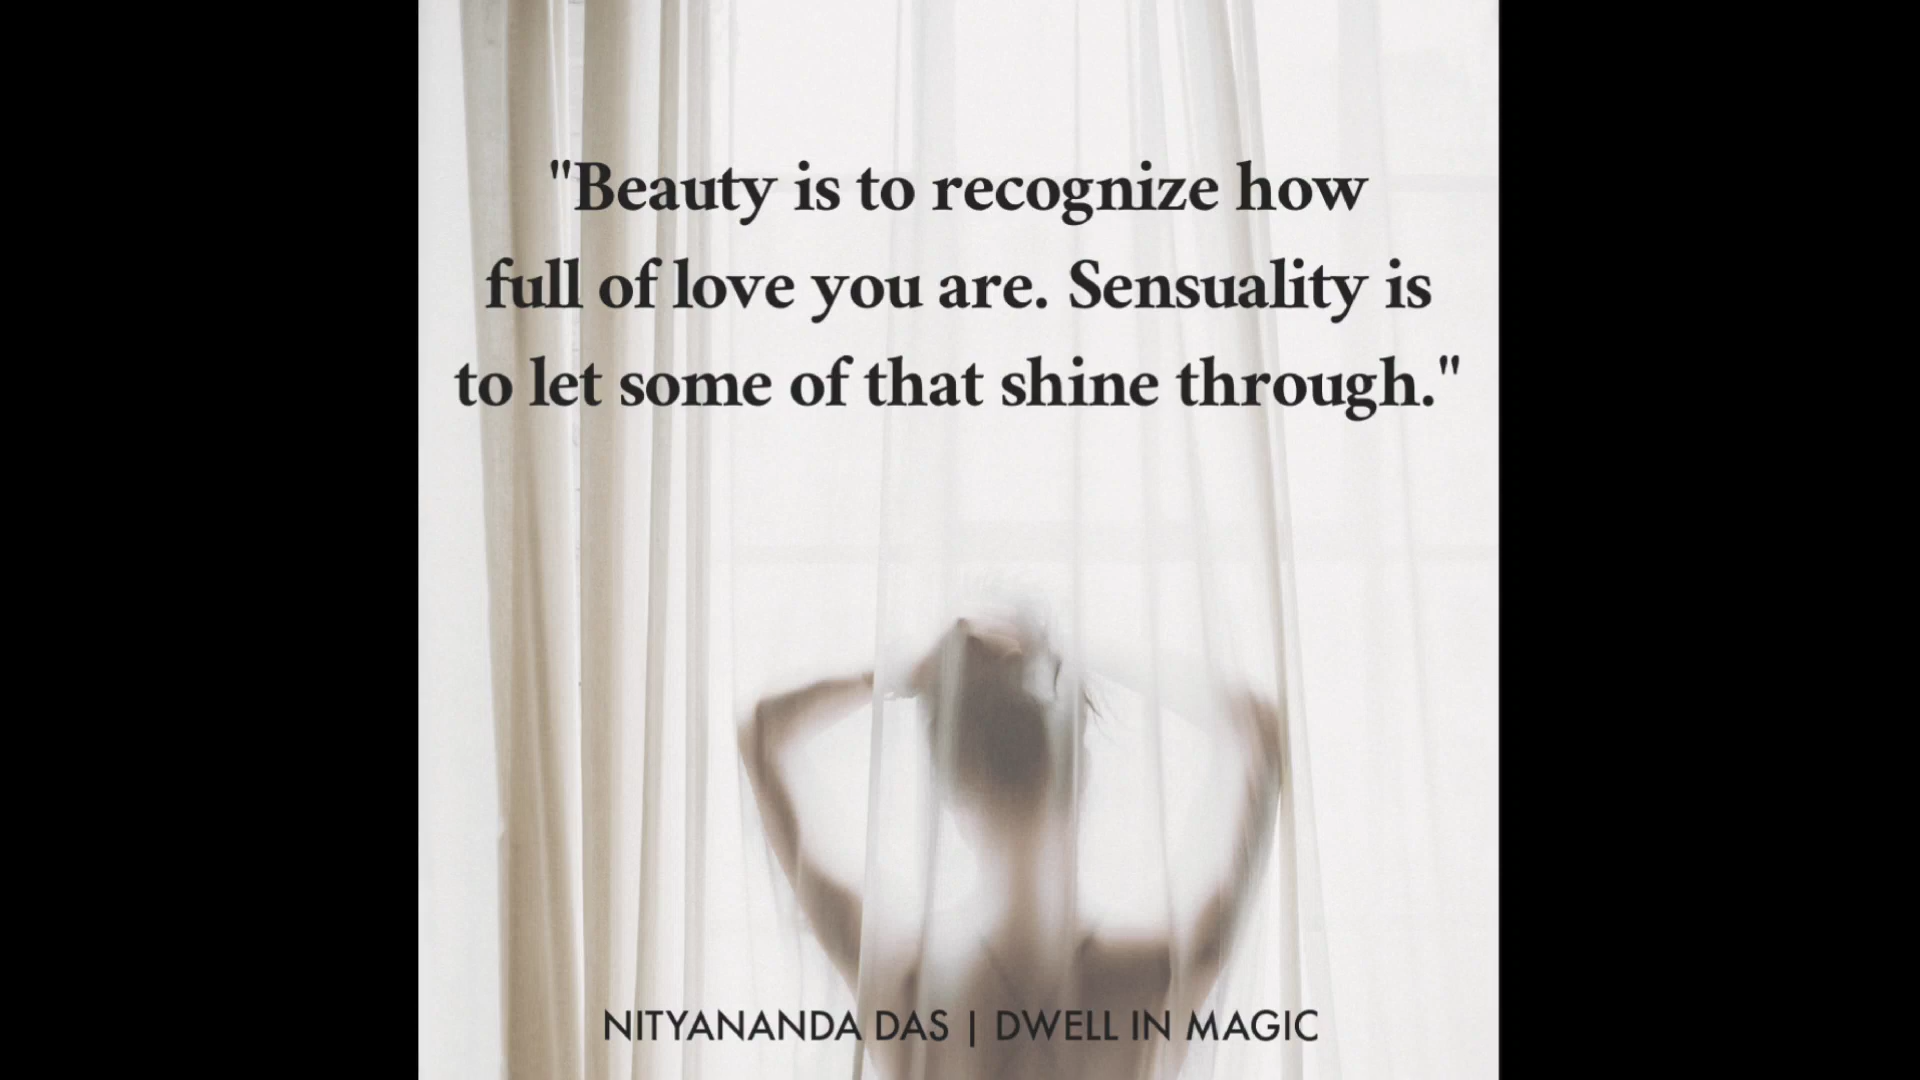 "Beauty is to recognize how
full of love you are. Sensuality is
to let some of that shine through."
NITYANANDA DAS | DWELL IN MAGIC